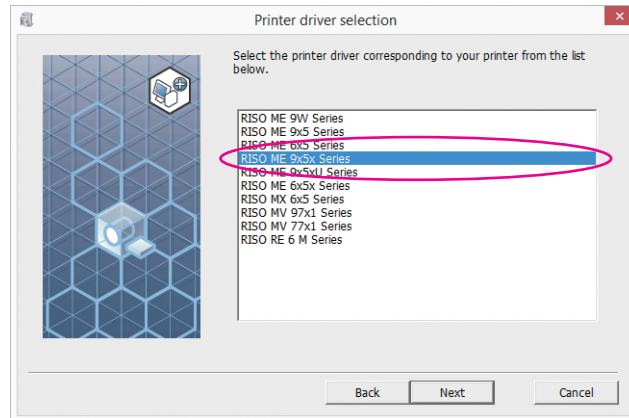 Printer driver selection
Select the printer driver corresponding to your printer from the list
below.
RISO ME 9W Series
RISO ME 9x5 Series
RISO ME 6x5 Series
RISO ME 9x5x Series
RISO ME 9x5xU Series
RISO ME 6x5x Series
RISO MX 6x5 Series
RISO MV 97x1 Series
RISO MV 77x1 Series
RISO RE 6 M Series
Back Next Cancel